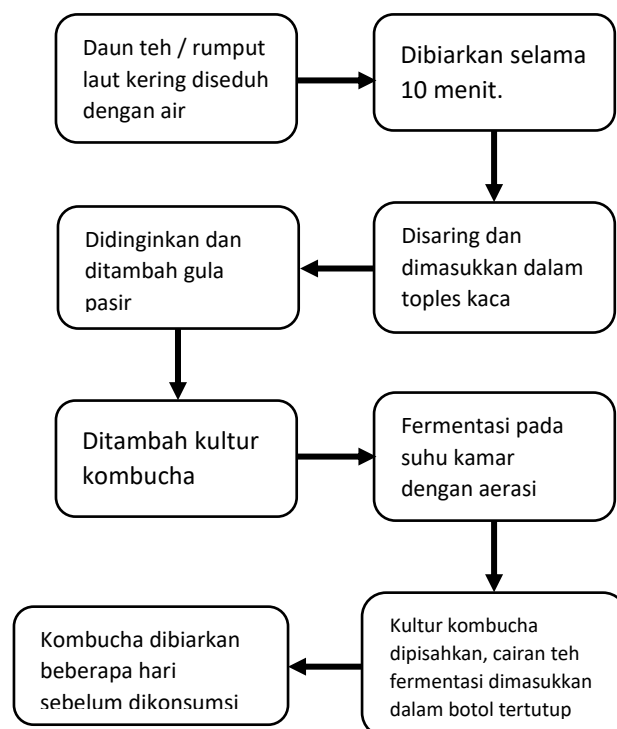 Daun teh / rumput
laut kering diseduh
dengan air
Dibiarkan selama
10 menit.
Disaring dan
dimasukkan dalam
toples kaca
Didinginkan dan
ditambah gula
pasir
Ditambah kultur
kombucha
Fermentasi pada
suhu kamar
dengan aerasi
Kultur kombucha
dipisahkan, cairan teh
fermentasi dimasukkan
dalam botol tertutup
Kombucha dibiarkan
beberapa hari
sebelum dikonsumsi